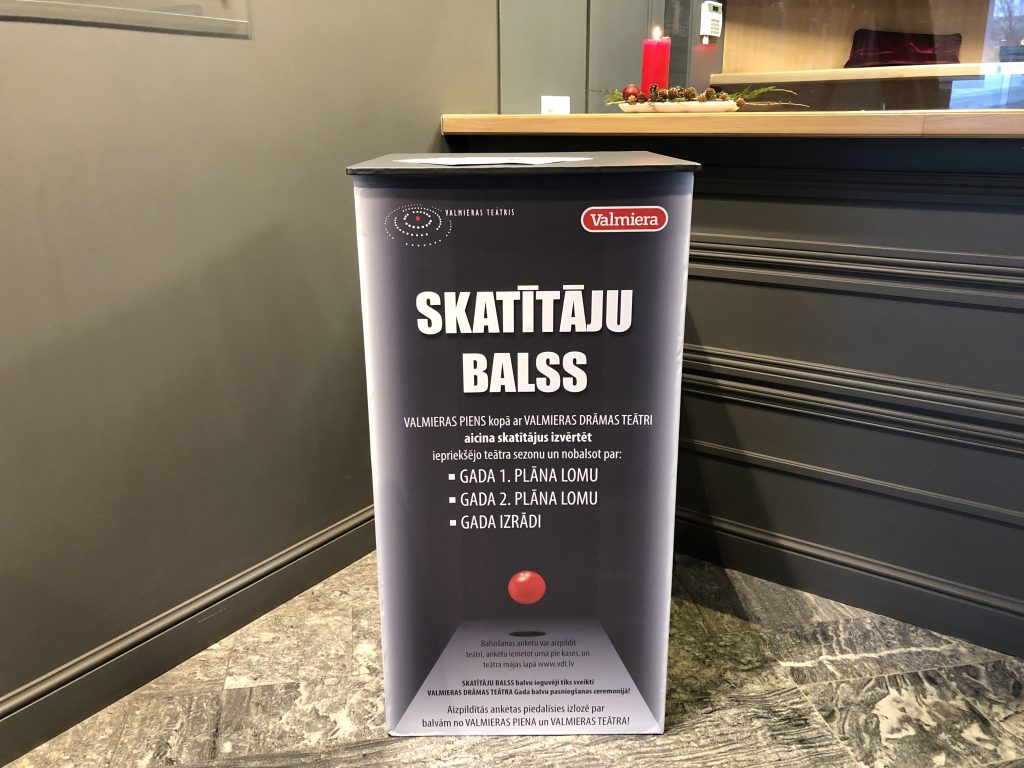 VALMIERAS TEĀTRIS
Valmiera
SKATĪTĀJU
BALSS
VALMIERAS PIENS kopā ar VALMIERAS DRĀMAS TEĀTRI
aicina skatītājus izvērtēt
iepriekšējo teātra sezonu un nobalsot par:
▪ GADA 1. PLĀNA LOMU
▪ GADA 2. PLĀNA LOMU
▪ GADA IZRĀDI
Balsošanas anketu var aizpildīt
teātrī, anketu iemetot urnā pie kases, un
teātra mājas lapā www.vdt.lv
SKATĪTĀJU BALSS balvu ieguvēji tiks sveikti
VALMIERAS DRĀMAS TEĀTRA Gada balvu pasniegšanas ceremonijā!
Aizpildītās anketas piedalīsies izlozē par
balvām no VALMIERAS PIENA un VALMIERAS TEĀTRA!